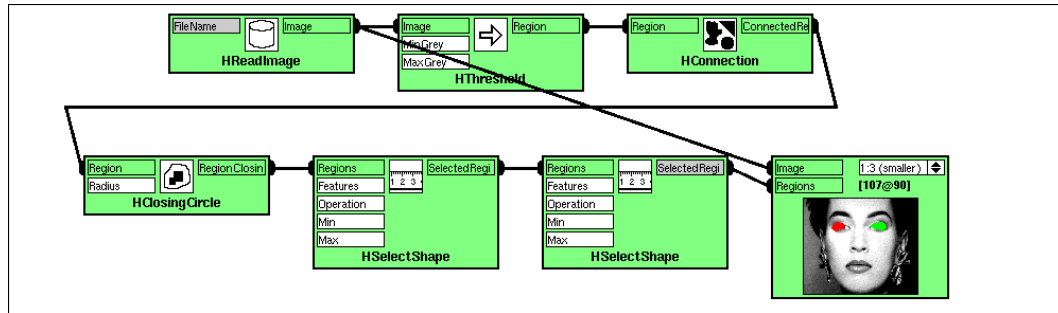 FileName
Image
HReadImage
Image
Region
MinGrey
MaxGrey
HThreshold
Region
ConnectedRe
HConnection
Region
RegionClosin
Radius
HClosingCircle
Regions
1 2 3
SelectedRegi
Features
Operation
Min
Max
HSelectShape
Regions
1 2 3
SelectedRegi
Features
Operation
Min
Max
HSelectShape
Image
1:3 (smaller)
Regions
[107@90]